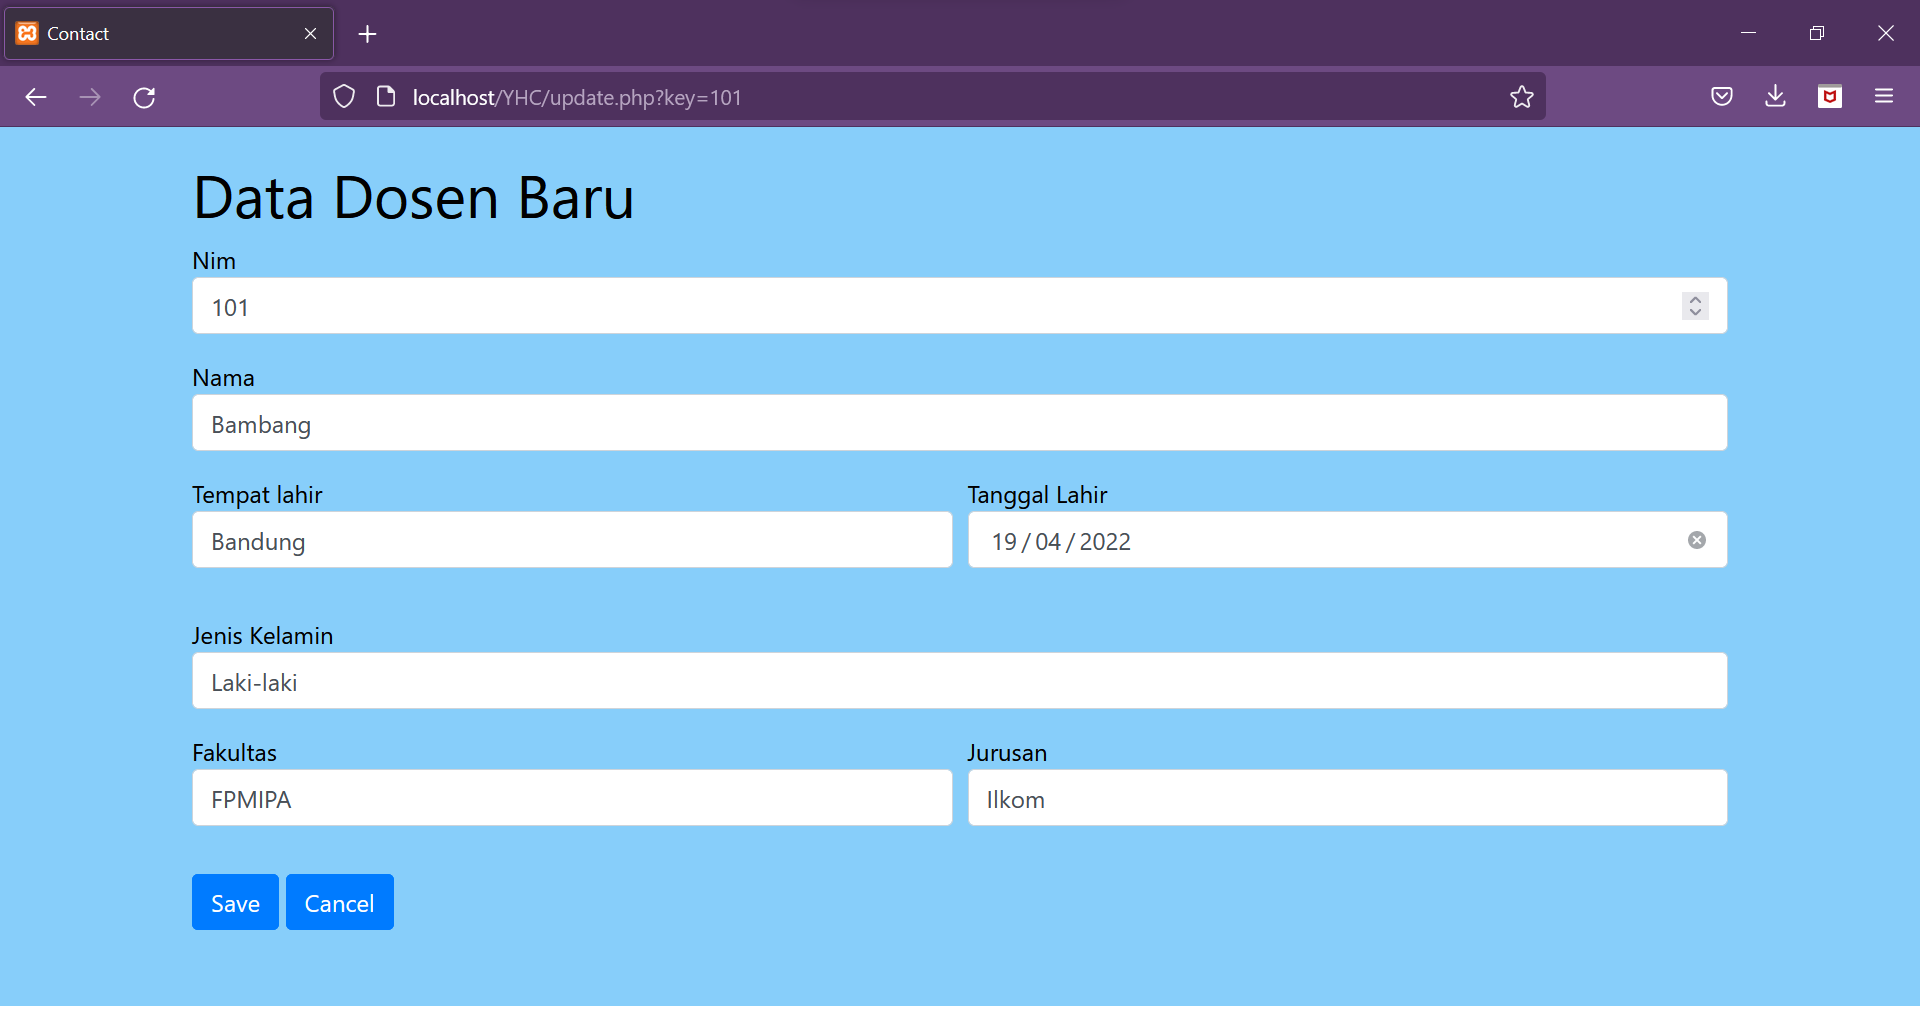 Contact
localhost/YHC/update.php?key=101
Data Dosen Baru
Nim
101
Nama
Bambang
Tempat lahir
Tanggal Lahir
Bandung
19/04/2022
Jenis Kelamin
Laki-laki
Fakultas
Jurusan
FPMIPA
Ilkom
Save
Cancel